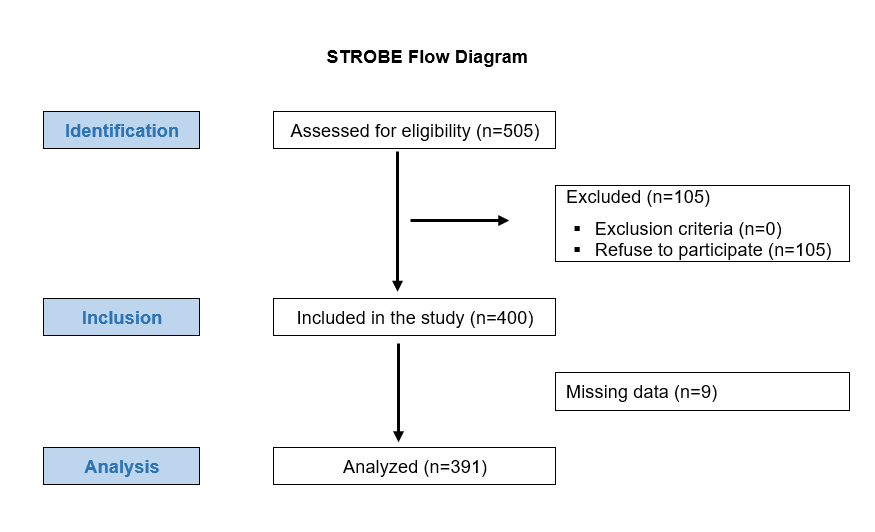 STROBE Flow Diagram
Identification
Assessed for eligibility (n=505)
Excluded (n=105)
▪ Exclusion criteria (n=0)
▪ Refuse to participate (n=105)
Inclusion
Included in the study (n=400)
Missing data (n=9)
Analysis
Analyzed (n=391)